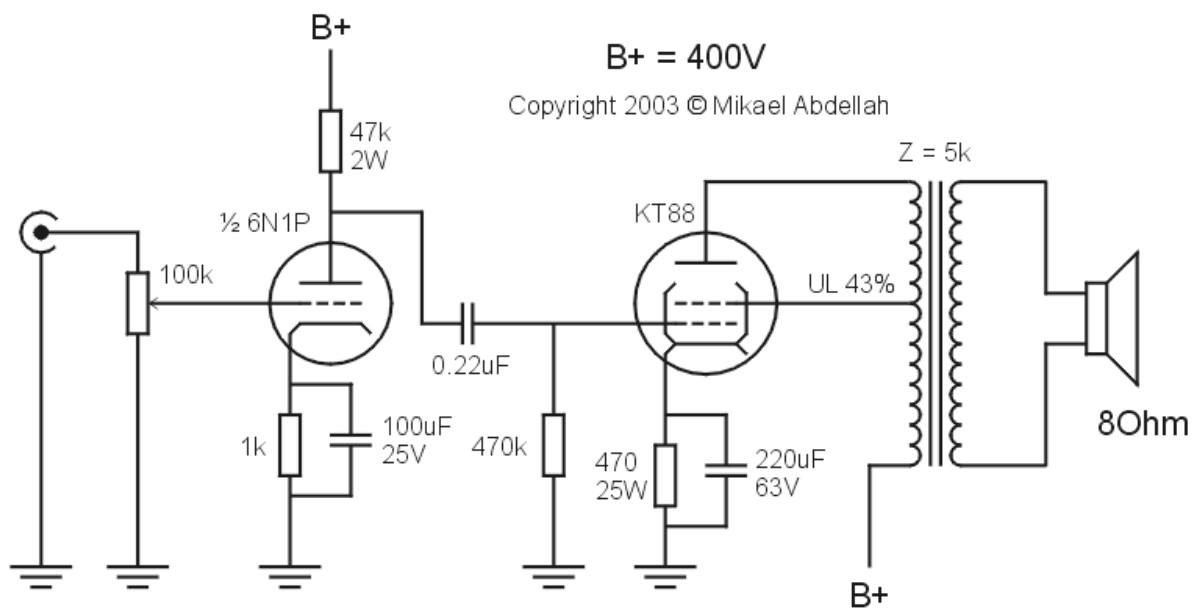 B+
B+ = 400V
Copyright 2003 © Mikael Abdellah
47k
2W
Z = 5k
½ 6N1P
KT88
100k
UL 43%
0.22uF
1k
100uF
25V
470k
470
25W
220uF
63V
8Ohm
B+